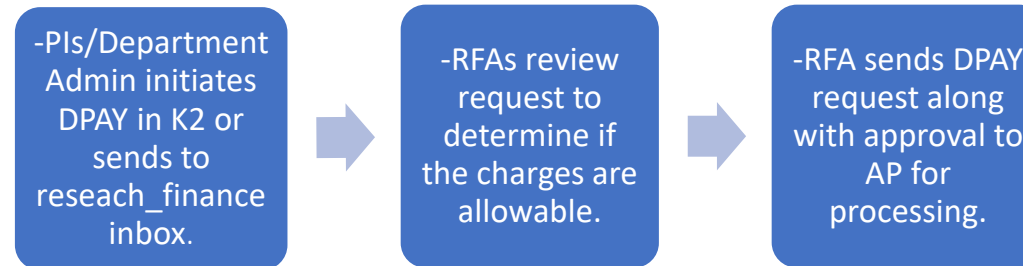 -PIs/Department
Admin initiates
DPAY in K2 or
sends to
reseach_finance
inbox.
-RFAs review
request to
determine if
the charges are
allowable.
-RFA sends DPAY
request along
with approval to
AP for
processing.